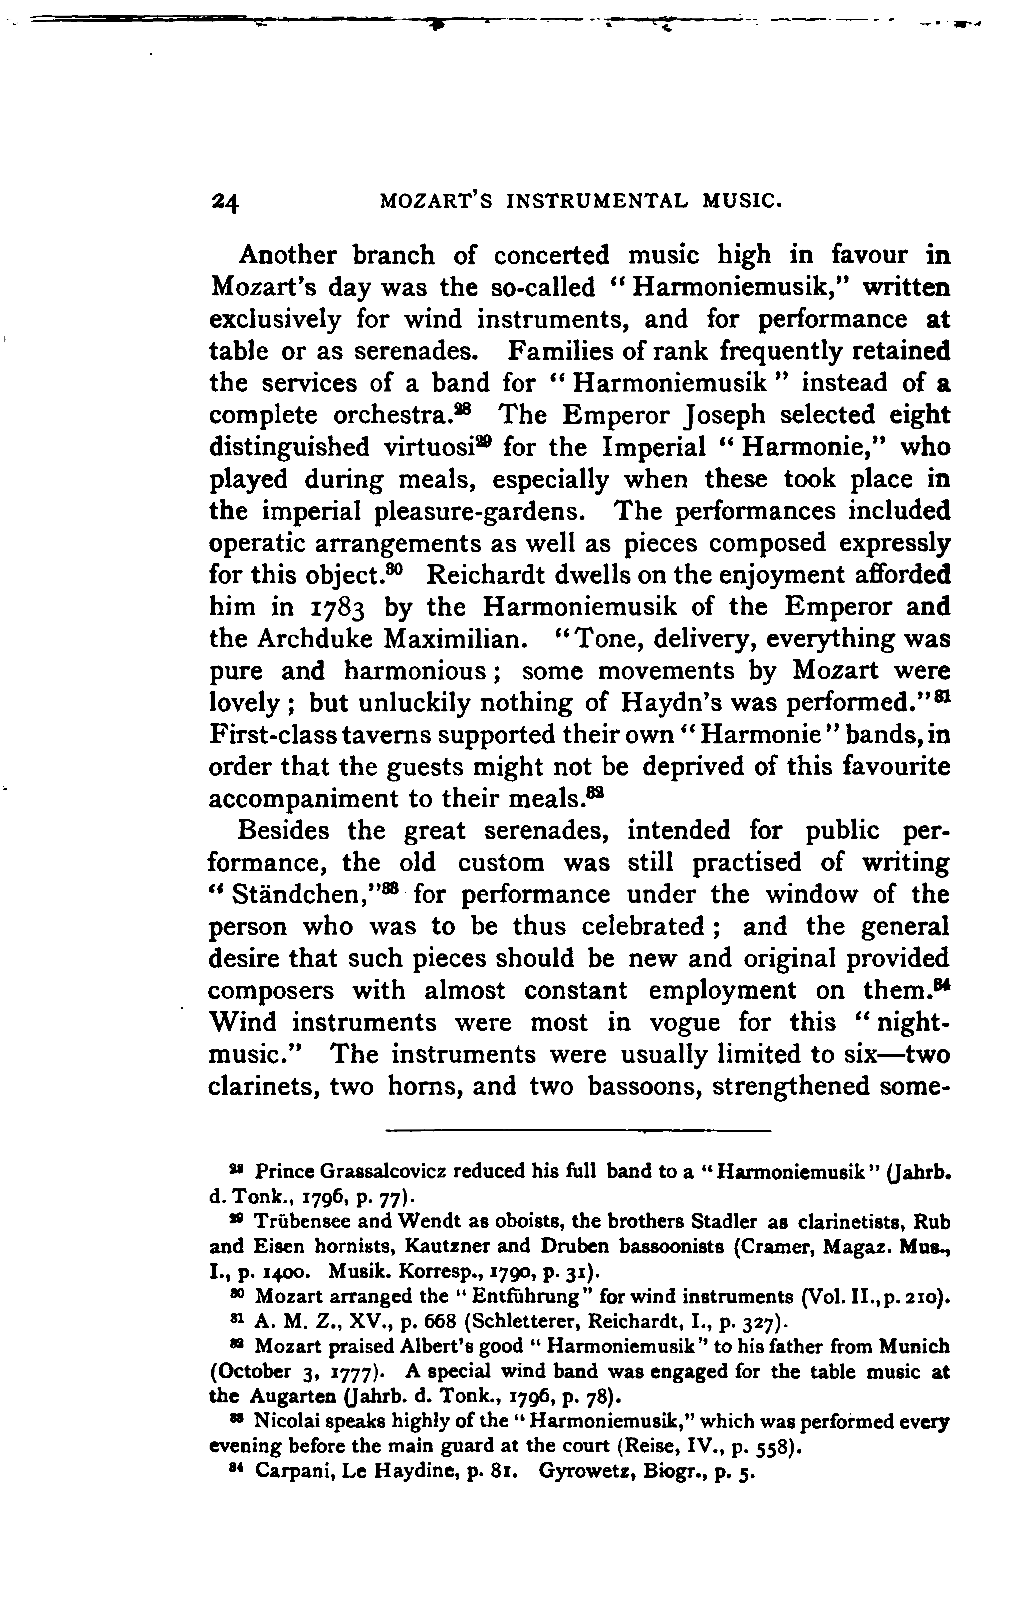 24 MOZART'S INSTRUMENTAL MUSIC.
Another branch of concerted music high in favour in
Mozart's day was the so-called "Harmoniemusik," written
exclusively for wind instruments, and for performance at
table or as serenades. Families of rank frequently retained
the services of a band for "Harmoniemusik" instead of a
complete orchestra.28 The Emperor Joseph selected eight
distinguished virtuosi29 for the Imperial "Harmonie," who
played during meals, especially when these took place in
the imperial pleasure-gardens. The performances included
operatic arrangements as well as pieces composed expressly
for this object.30 Reichardt dwells on the enjoyment afforded
him in 1783 by the Harmoniemusik of the Emperor and
the Archduke Maximilian. "Tone, delivery, everything was
pure and harmonious; some movements by Mozart were
lovely; but unluckily nothing of Haydn's was performed."31
First-class taverns supported their own "Harmonie" bands, in
order that the guests might not be deprived of this favourite
accompaniment to their meals.32
Besides the great serenades, intended for public per-
formance, the old custom was still practised of writing
"Ständchen,"33 for performance under the window of the
person who was to be thus celebrated; and the general
desire that such pieces should be new and original provided
composers with almost constant employment on them.34
Wind instruments were most in vogue for this "night-
music." The instruments were usually limited to six—two
clarinets, two horns, and two bassoons, strengthened some-
28 Prince Grassalcovicz reduced his full band to a "Harmoniemusik" (Jahrb.
d. Tonk., 1796, p. 77).
29 Trübensee and Wendt as oboists, the brothers Stadler as clarinetists, Rub
and Eisen hornists, Kautzner and Druben bassoonists (Cramer, Magaz. Mus.,
I., p. 1400. Musik. Korresp., 1790, p. 31).
30 Mozart arranged the "Entführung" for wind instruments (Vol. II., p. 210).
31 A. M. Z., XV., p. 668 (Schletterer, Reichardt, I., p. 327).
32 Mozart praised Albert's good "Harmoniemusik" to his father from Munich
(October 3, 1777). A special wind band was engaged for the table music at
the Augarten (Jahrb. d. Tonk., 1796, p. 78).
33 Nicolai speaks highly of the "Harmoniemusik," which was performed every
evening before the main guard at the court (Reise, IV., p. 558).
34 Carpani, Le Haydine, p. 81. Gyrowetz, Biogr., p. 5.